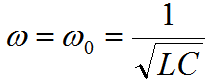 ω = ω₀ = 1/√(LC)